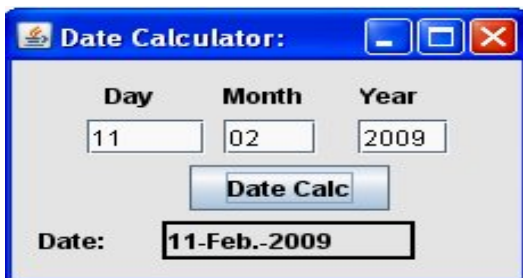 Date Calculator:
Day Month Year
11 02 2009
Date Calc
Date: 11-Feb.-2009